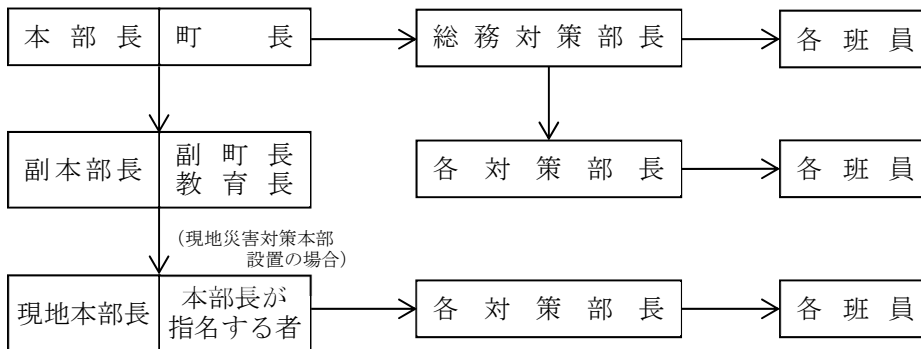 本部長 町長 総務対策部長 各班員
副本部長 副町長 各対策部長 各班員
教育長
（現地災害対策本部
設置の場合）
現地本部長 本部長が 各対策部長 各班員
指名する者